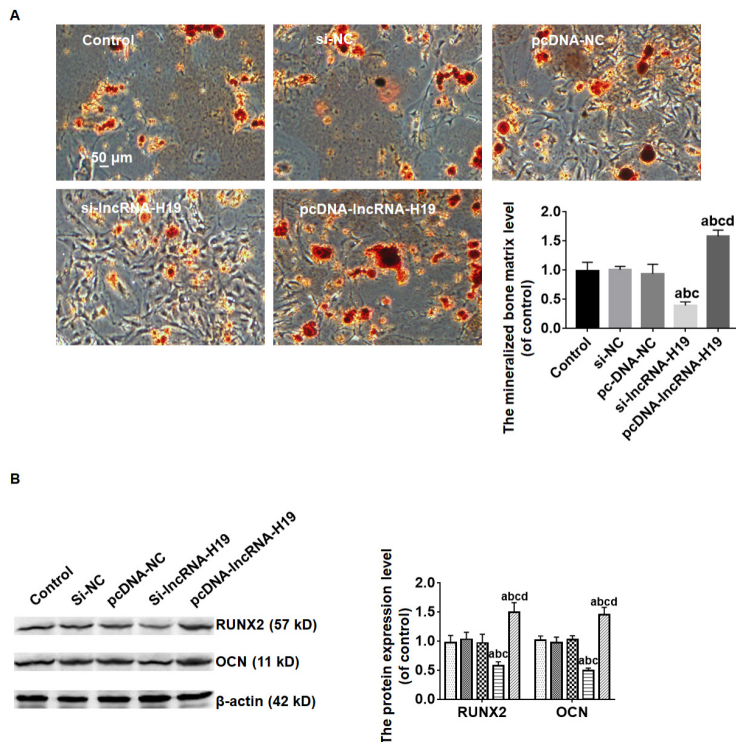 A
Control
si-NC
pcDNA-NC
50 μm
si-lncRNA-H19
pcDNA-lncRNA-H19
The mineralized bone matrix level
(of control)
2.0
1.5
1.0
0.5
0.0
abc
abcd
Control
si-NC
pc-DNA-NC
si-lncRNA-H19
pcDNA-lncRNA-H19
B
Control
Si-NC
pcDNA-NC
Si-lncRNA-H19
pcDNA-lncRNA-H19
RUNX2 (57 kD)
OCN (11 kD)
β-actin (42 kD)
The protein expression level
(of control)
2.0
1.5
1.0
0.5
0.0
abc
abcd
abc
abcd
RUNX2
OCN